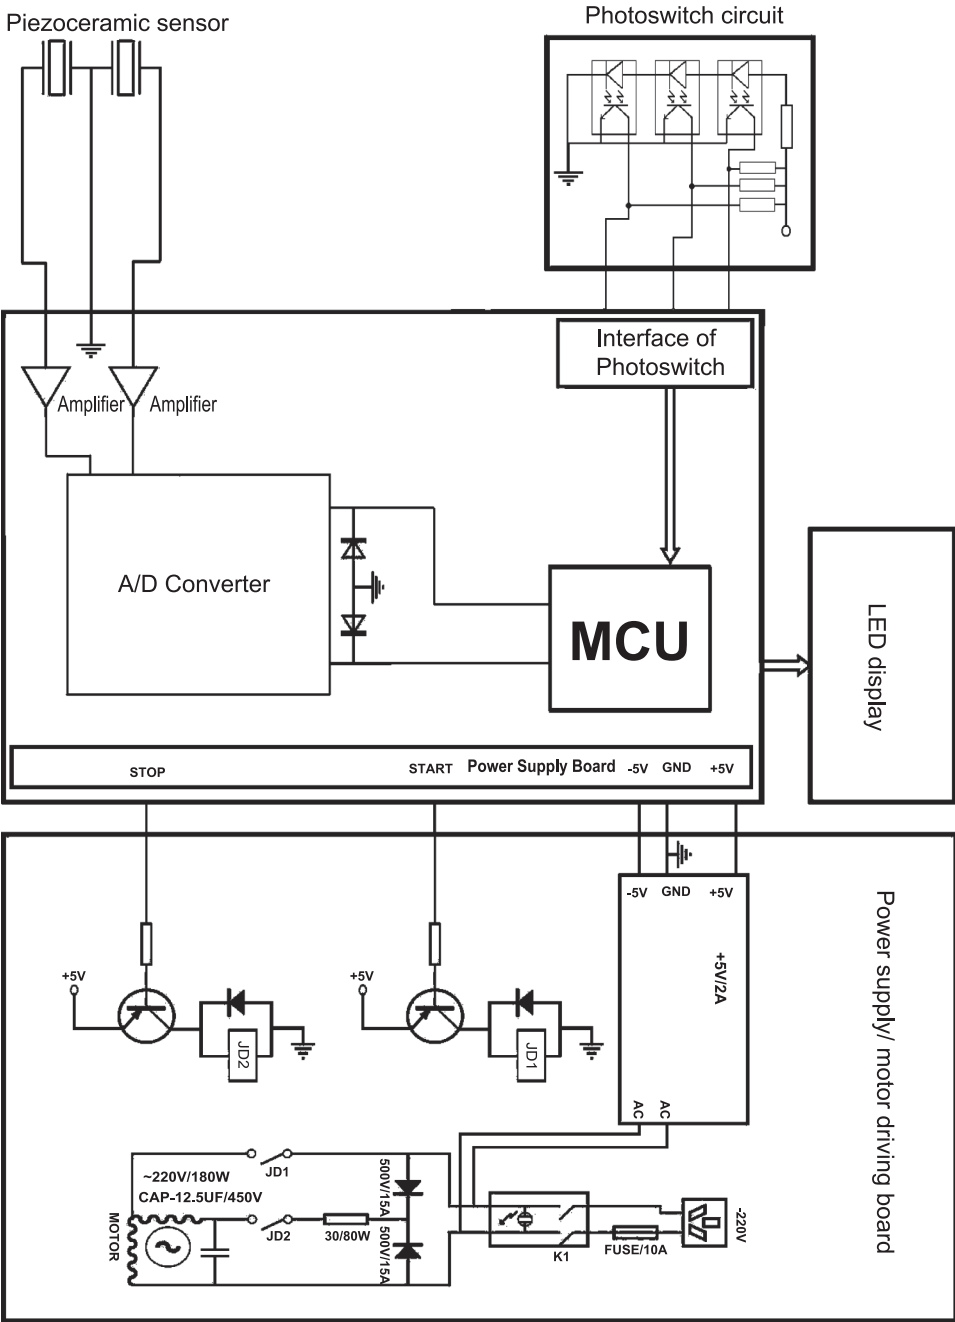 Piezoceramic sensor
Photoswitch circuit
Interface of
Photoswitch
Amplifier
Amplifier
A/D Converter
MCU
LED display
STOP
START
Power Supply Board
-5V
GND
+5V
-5V
GND
+5V
+5V/2A
AC
AC
Power supply/ motor driving board
+5V
JD2
+5V
JD1
~220V/180W
CAP-12.5UF/450V
MOTOR
JD1
JD2
30/80W
500V/15A
500V/15A
K1
FUSE/10A
-220V